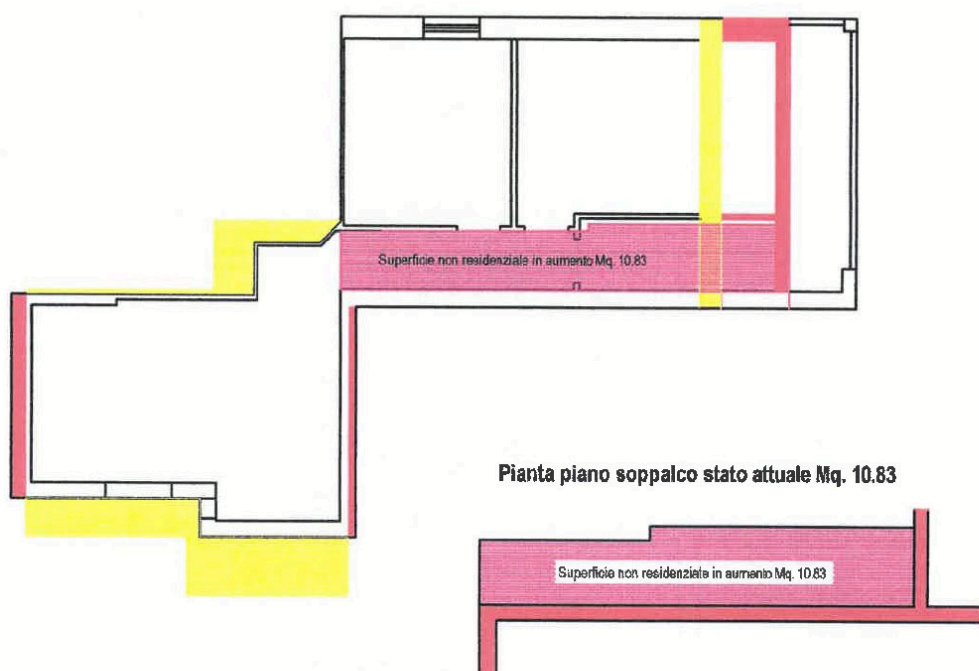 Superficie non residenziale in aumento Mq. 10.83
Pianta piano soppalco stato attuale Mq. 10.83
Superficie non residenziale in aumento Mq. 10.83